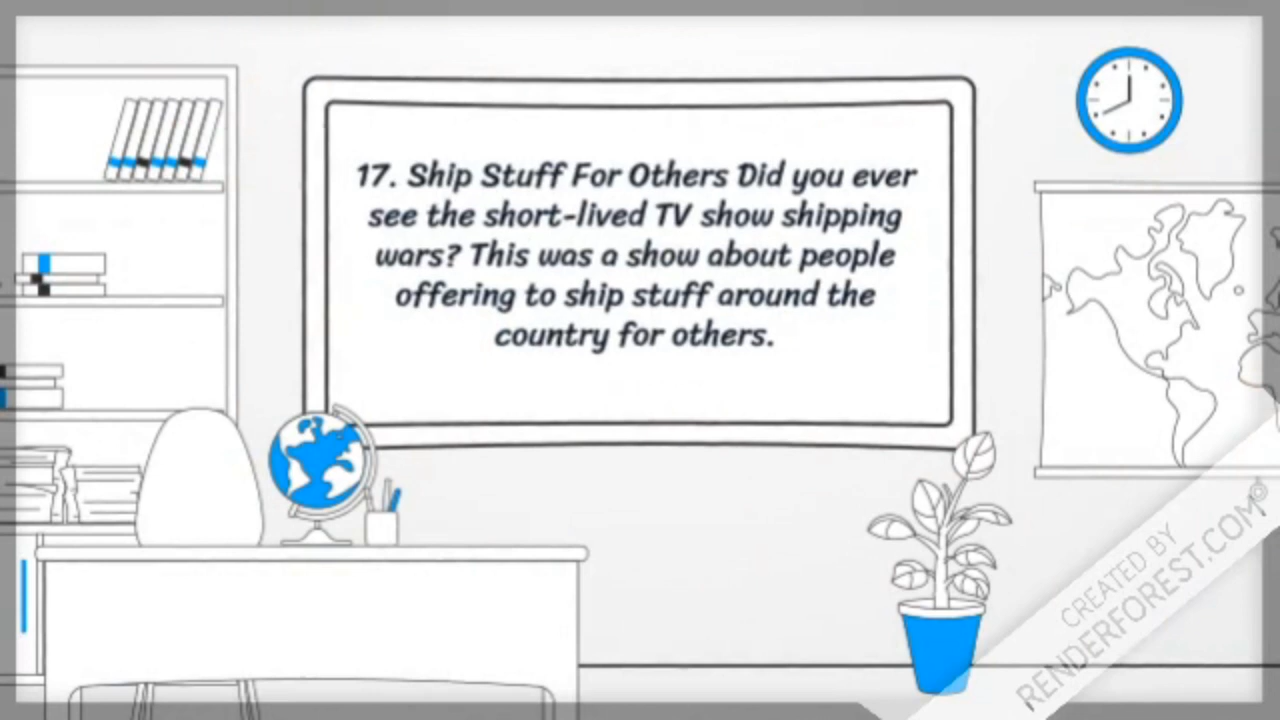 17. Ship Stuff For Others Did you ever
see the short-lived TV show shipping
wars? This was a show about people
offering to ship stuff around the
country for others.
CREATED BY
RENDERFOREST.COM